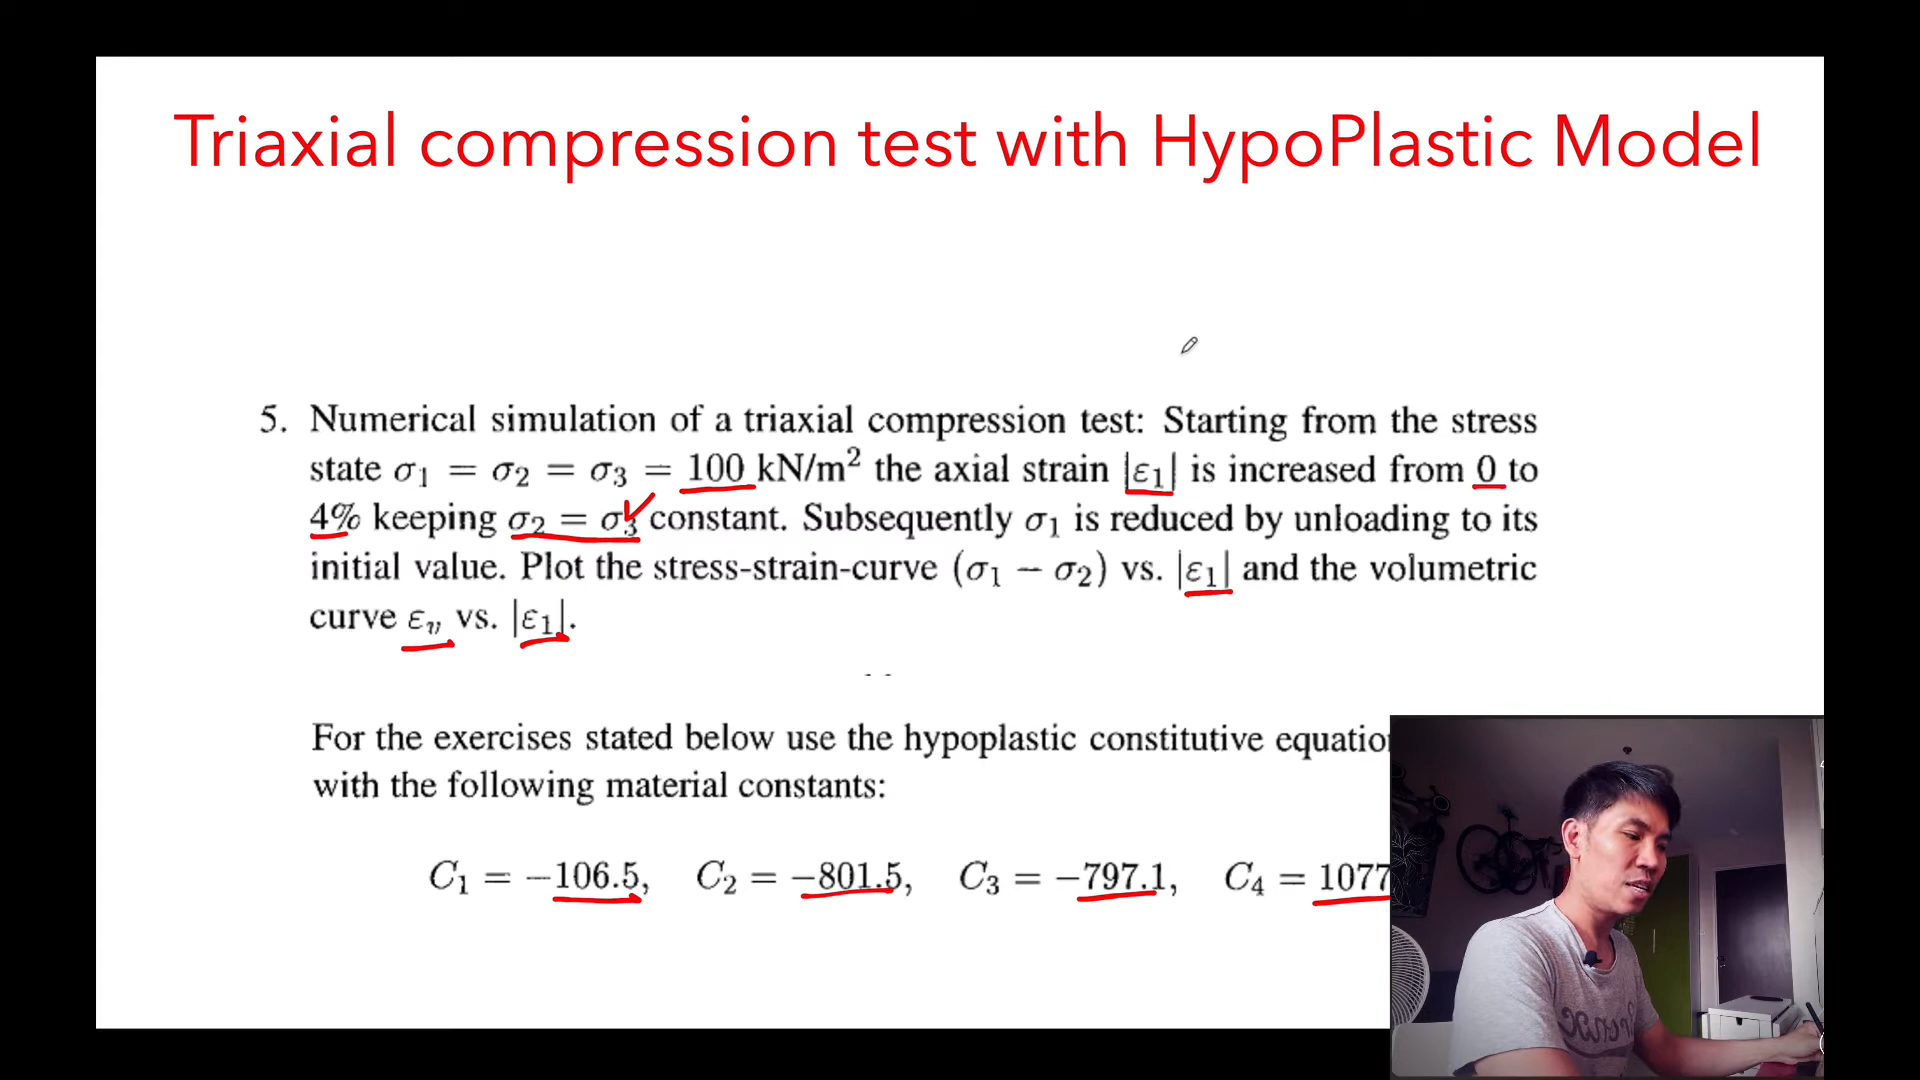 Triaxial compression test with HypoPlastic Model
5. Numerical simulation of a triaxial compression test: Starting from the stress
state σ₁ = σ₂ = σ₃ = 100 kN/m² the axial strain |ε₁| is increased from 0 to
4% keeping σ₂ = σ₃ constant. Subsequently σ₁ is reduced by unloading to its
initial value. Plot the stress-strain-curve (σ₁ − σ₂) vs. |ε₁| and the volumetric
curve εᵥ vs. |ε₁|.
For the exercises stated below use the hypoplastic constitutive
with the following material constants:
C₁ = −106.5, C₂ = −801.5, C₃ = −797.1, C₄ = 1077